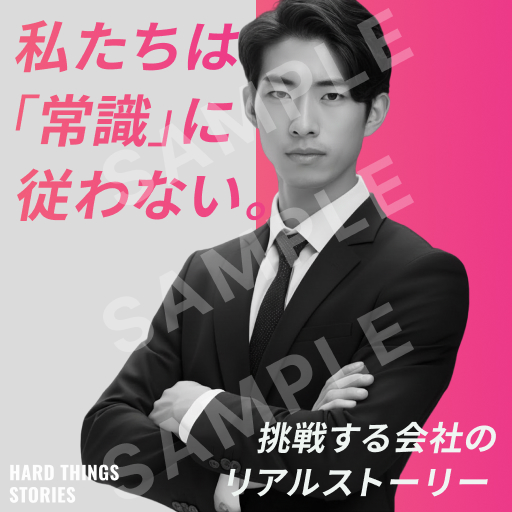 私たちは
「常識」に
従わない。
SAMPLE
SAMPLE
SAMPLE
挑戦する会社の
リアルストーリー
HARD THINGS
STORIES